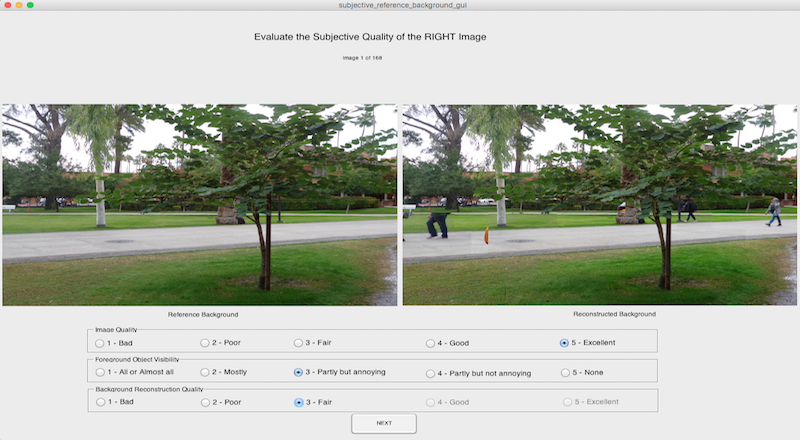 subjective_reference_background_gui
Evaluate the Subjective Quality of the RIGHT Image
Image 1 of 168
Reference Background
Reconstructed Background
Image Quality
1 - Bad
2 - Poor
3 - Fair
4 - Good
5 - Excellent
Foreground Object Visibility
1 - All or Almost all
2 - Mostly
3 - Partly but annoying
4 - Partly but not annoying
5 - None
Background Reconstruction Quality
1 - Bad
2 - Poor
3 - Fair
4 - Good
5 - Excellent
NEXT